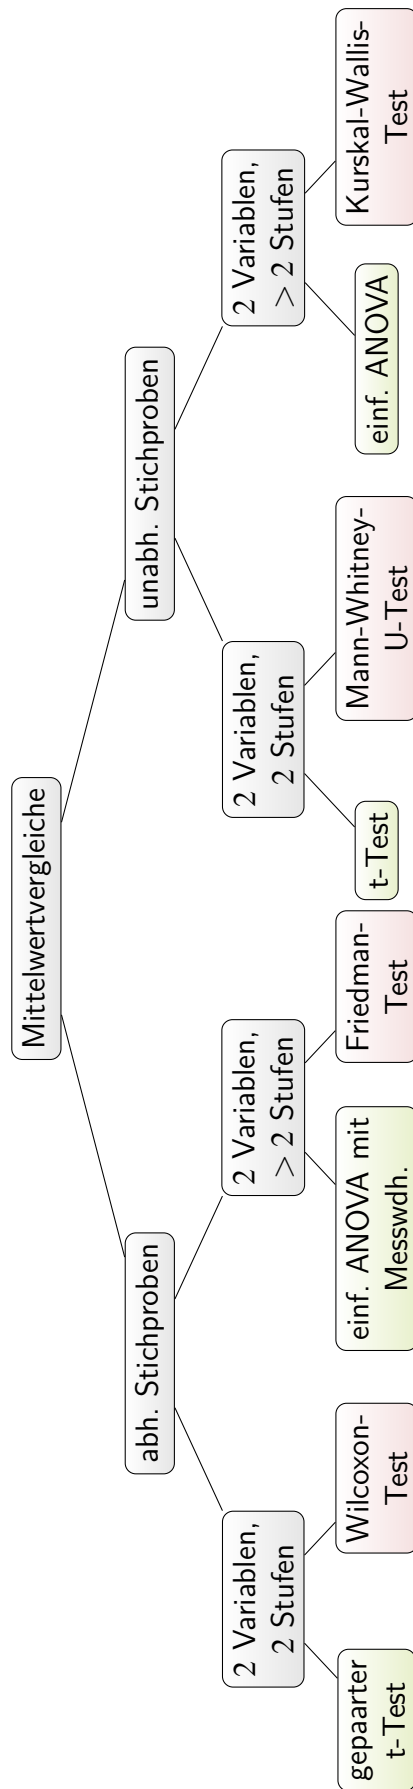 Mittelwertvergleiche
abh. Stichproben
unabh. Stichproben
2 Variablen,
2 Stufen
2 Variablen,
> 2 Stufen
2 Variablen,
2 Stufen
2 Variablen,
> 2 Stufen
gepaarter
t-Test
Wilcoxon-
Test
einf. ANOVA mit
Messwdh.
Friedman-
Test
t-Test
Mann-Whitney-
U-Test
einf. ANOVA
Kurskal-Wallis-
Test